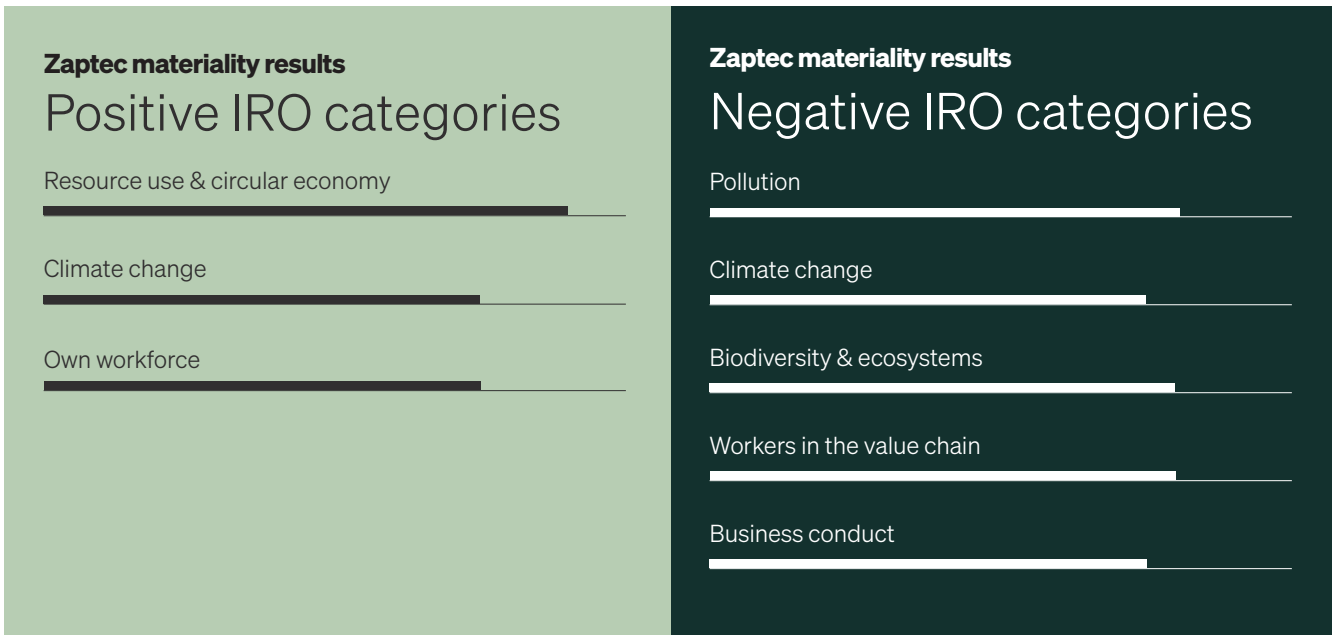 Zaptec materiality results
Positive IRO categories
Resource use & circular economy
Climate change
Own workforce
Zaptec materiality results
Negative IRO categories
Pollution
Climate change
Biodiversity & ecosystems
Workers in the value chain
Business conduct